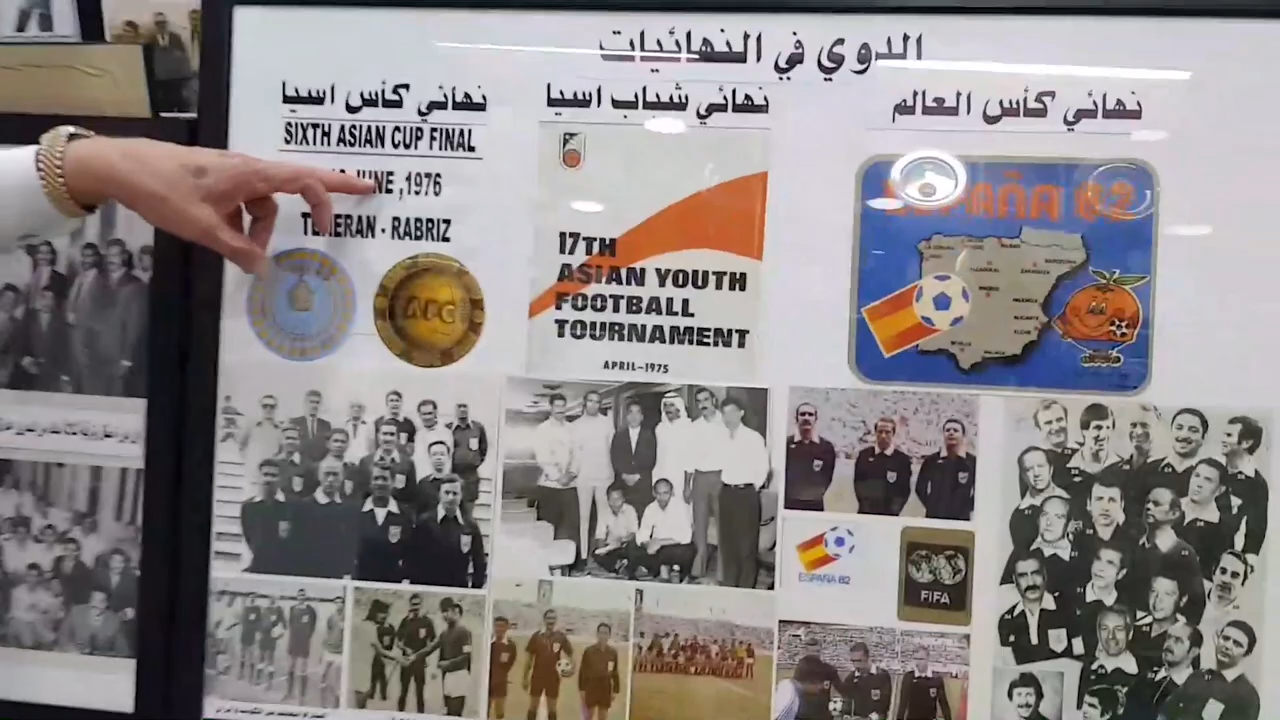 الدوي في النهائيات
نهائي كأس اسيا
SIXTH ASIAN CUP FINAL
JUNE ,1976
TEHERAN - RABRIZ
AFC
نهائي شباب اسيا
17TH
ASIAN YOUTH
FOOTBALL
TOURNAMENT
APRIL-1975
نهائي كأس العالم
ESPAÑA 82
ESPAÑA 82
FIFA